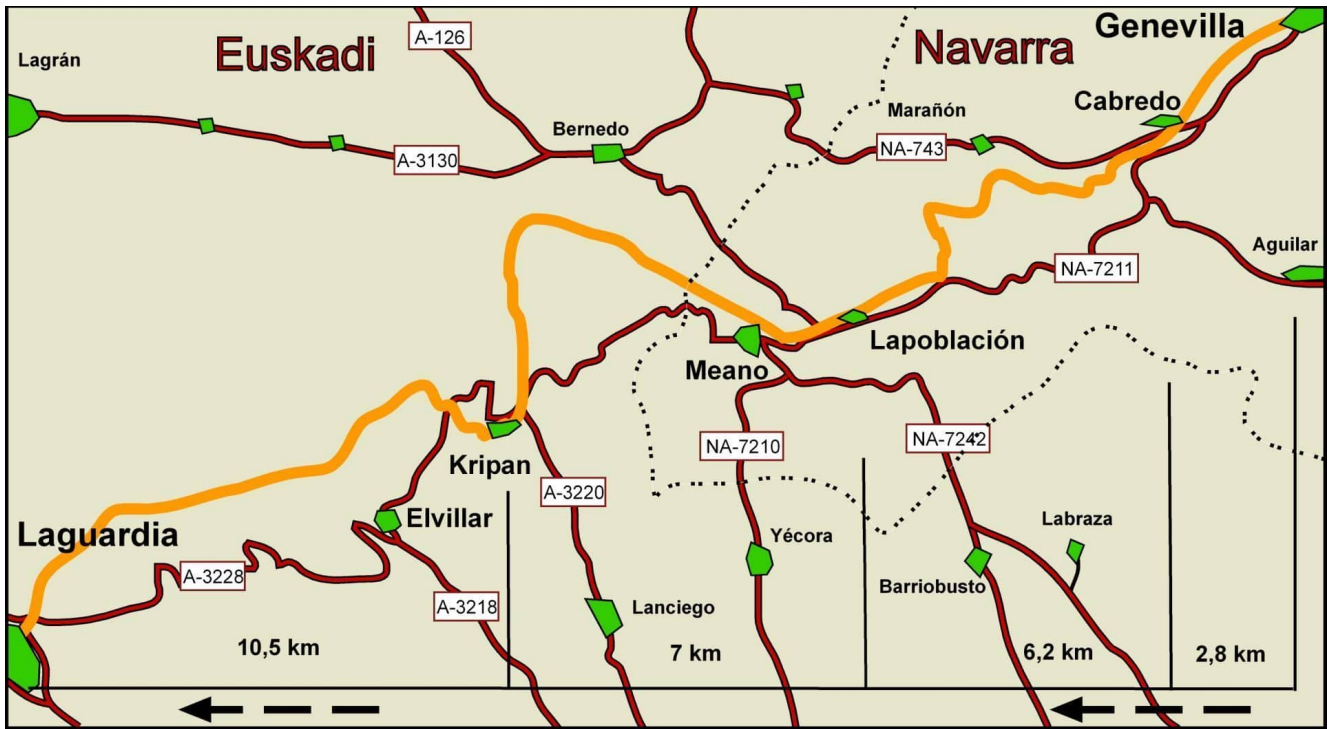 Genevilla
A-126
Euskadi
Navarra
Lagrán
Cabredo
Marañón
Bernedo
NA-743
A-3130
Aguilar
NA-7211
Lapoblación
Meano
NA-7210
NA-7242
Kripan
A-3220
Elvillar
Laguardia
Labraza
Yécora
A-3228
Barriobusto
A-3218
Lanciego
10,5 km
7 km
6,2 km
2,8 km